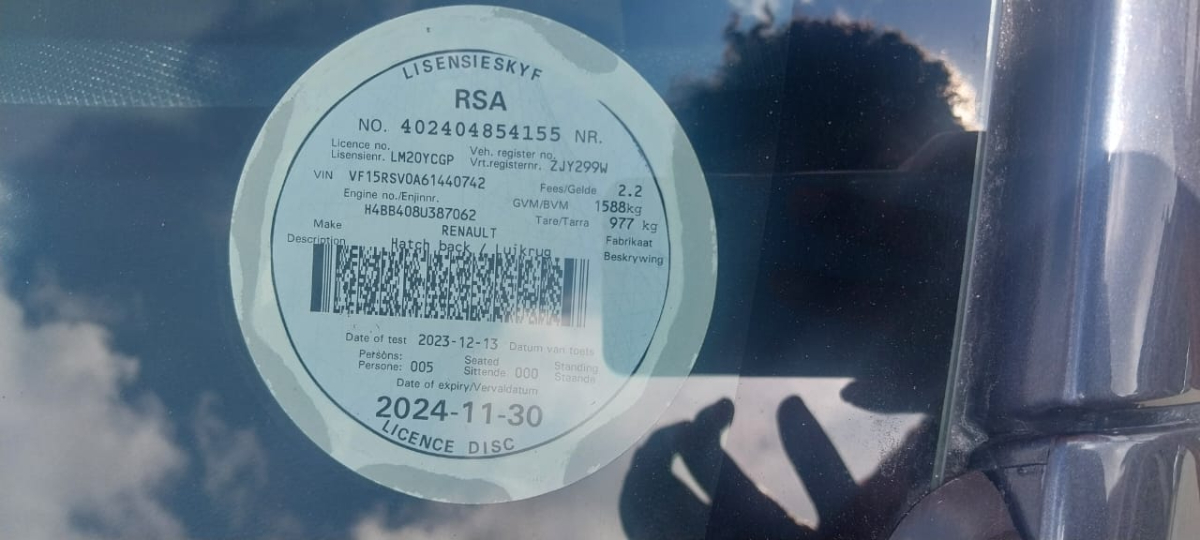 LISENSIESKYF
RSA
NO. 402404854155 NR.
Licence no. Veh. register no.
Lisensienr. LM20YCGP Vrt.registernr. ZJY299W
VIN VF15RSV0A61440742 Fees/Gelde 2.2
Engine no./Enjinnr. GVM/BVM 1588kg
H4BB408U387062 Tare/Tarra 977 kg
Make RENAULT Fabrikaat
Description Hatch back / Luikrug Beskrywing
Date of test 2023-12-13 Datum van toets
Persons: Seated Standing
Persone: 005 Sittende 000 Staande
Date of expiry/Vervaldatum
2024-11-30
LICENCE DISC